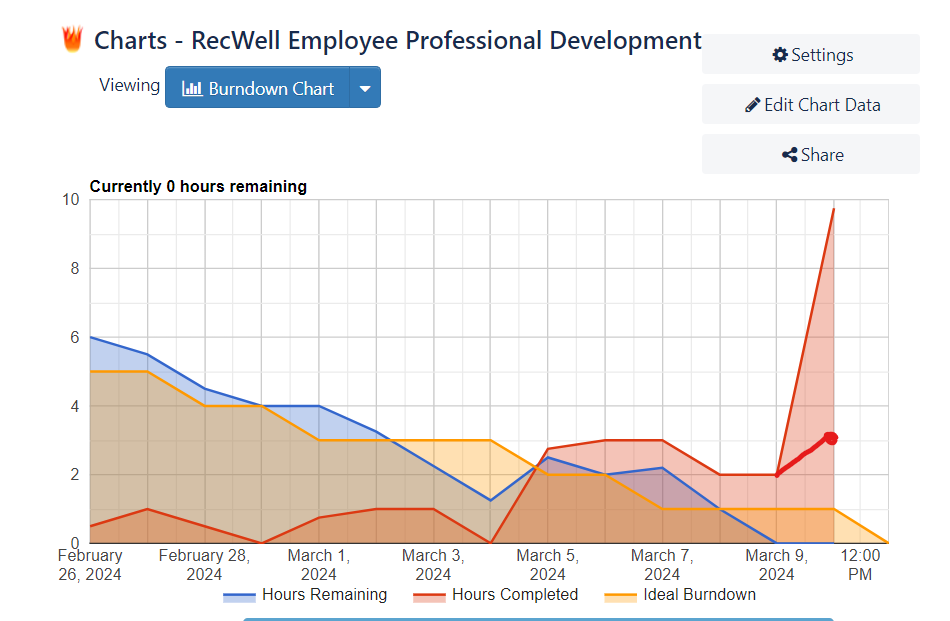 Charts - RecWell Employee Professional Development
Settings
Viewing Burndown Chart
Edit Chart Data
Share
Currently 0 hours remaining
10
8
6
4
2
0
February 26, 2024
February 28, 2024
March 1, 2024
March 3, 2024
March 5, 2024
March 7, 2024
March 9, 2024
12:00 PM
Hours Remaining
Hours Completed
Ideal Burndown